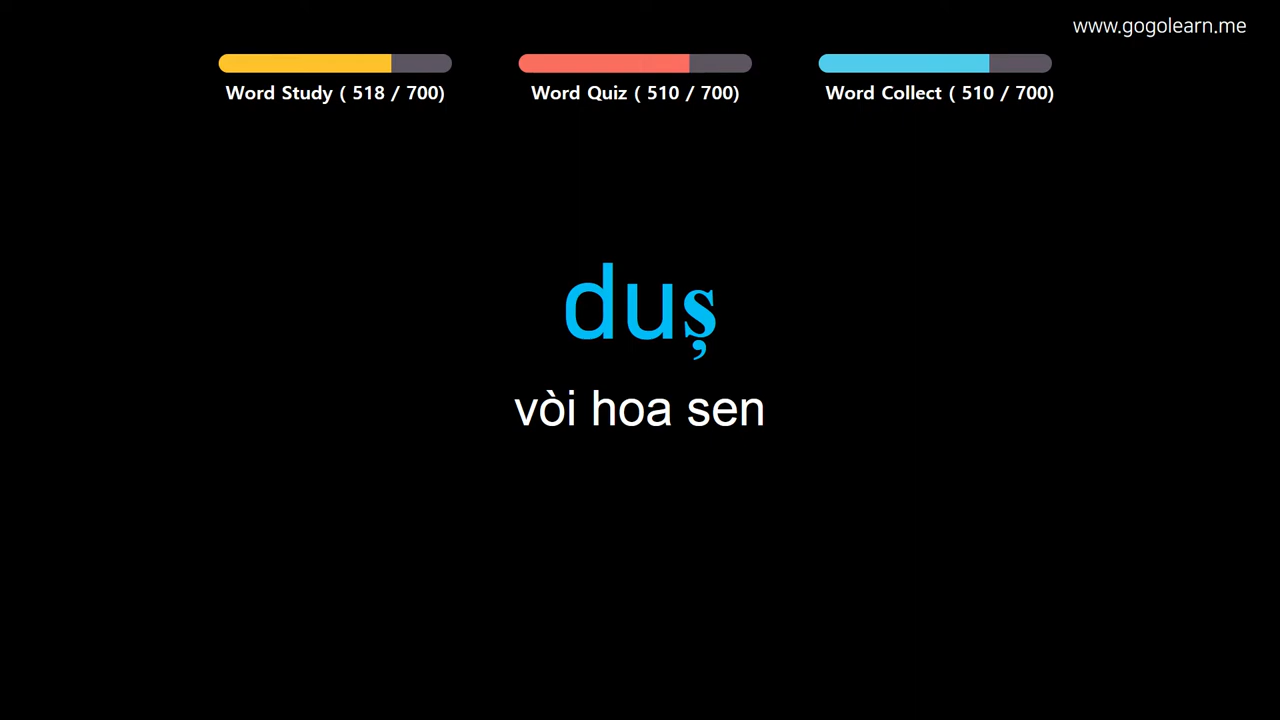 www.gogolearn.me
Word Study ( 518 / 700)
Word Quiz ( 510 / 700)
Word Collect ( 510 / 700)
duș
vòi hoa sen